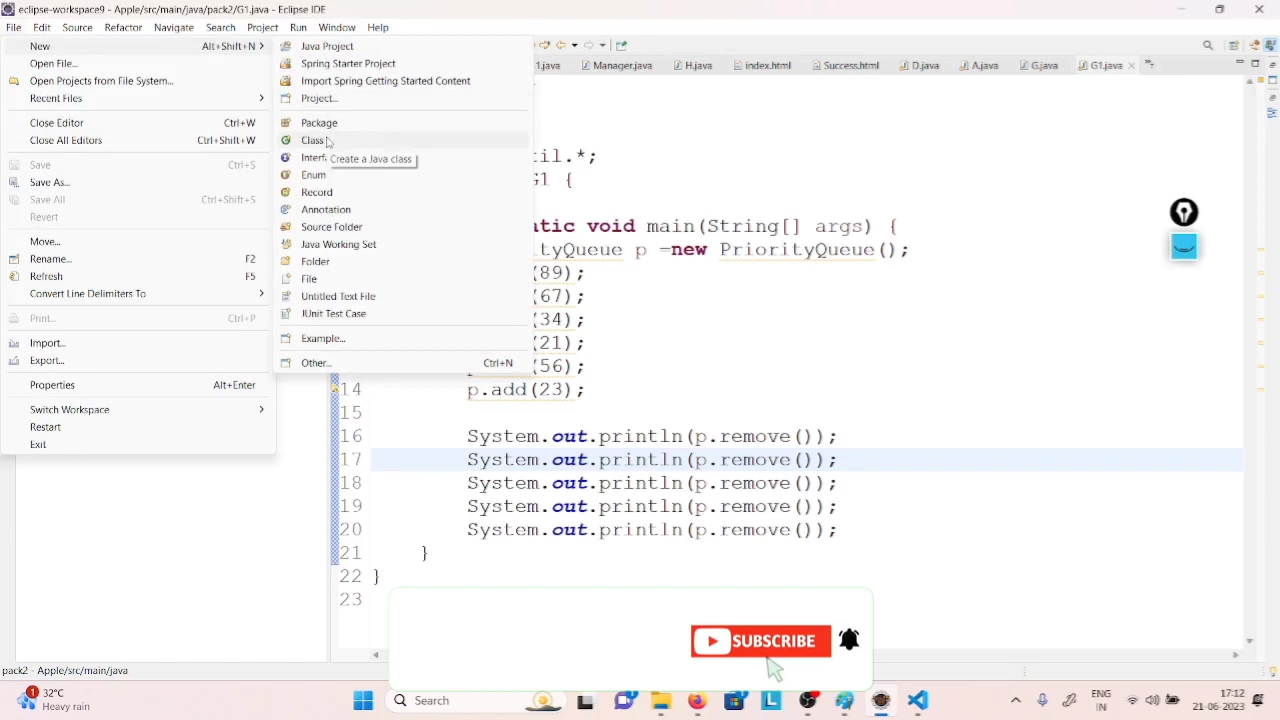 eclipse-workspace9 - Apple/src/main/java/pack2/G1.java - Eclipse IDE
File Edit Source Refactor Navigate Search Project Run Window Help
New Alt+Shift+N
Open File...
Open Projects from File System...
Recent Files
Close Editor Ctrl+W
Close All Editors Ctrl+Shift+W
Save Ctrl+S
Save As...
Save All Ctrl+Shift+S
Revert
Move...
Rename... F2
Refresh F5
Convert Line Delimiters To
Print... Ctrl+P
Import...
Export...
Properties Alt+Enter
Switch Workspace
Restart
Exit
Java Project
Spring Starter Project
Import Spring Getting Started Content
Project...
Package
Class
Interf
Create a Java class
Enum
Record
Annotation
Source Folder
Java Working Set
Folder
File
Untitled Text File
JUnit Test Case
Example...
Other... Ctrl+N
1.java Manager.java H.java index.html Success.html D.java A.java G.java G1.java
til.*;
G1 {
atic void main(String[] args) {
ityQueue p =new PriorityQueue();
(89);
(67);
(34);
(21);
(56);
14 p.add(23);
15
16 System.out.println(p.remove());
17 System.out.println(p.remove());
18 System.out.println(p.remove());
19 System.out.println(p.remove());
20 System.out.println(p.remove());
21 }
22 }
23
SUBSCRIBE
pack2 - Apple/src/main/java
1
32°C
Haze
Search
L
ENG
IN
17:12
21-06-2023